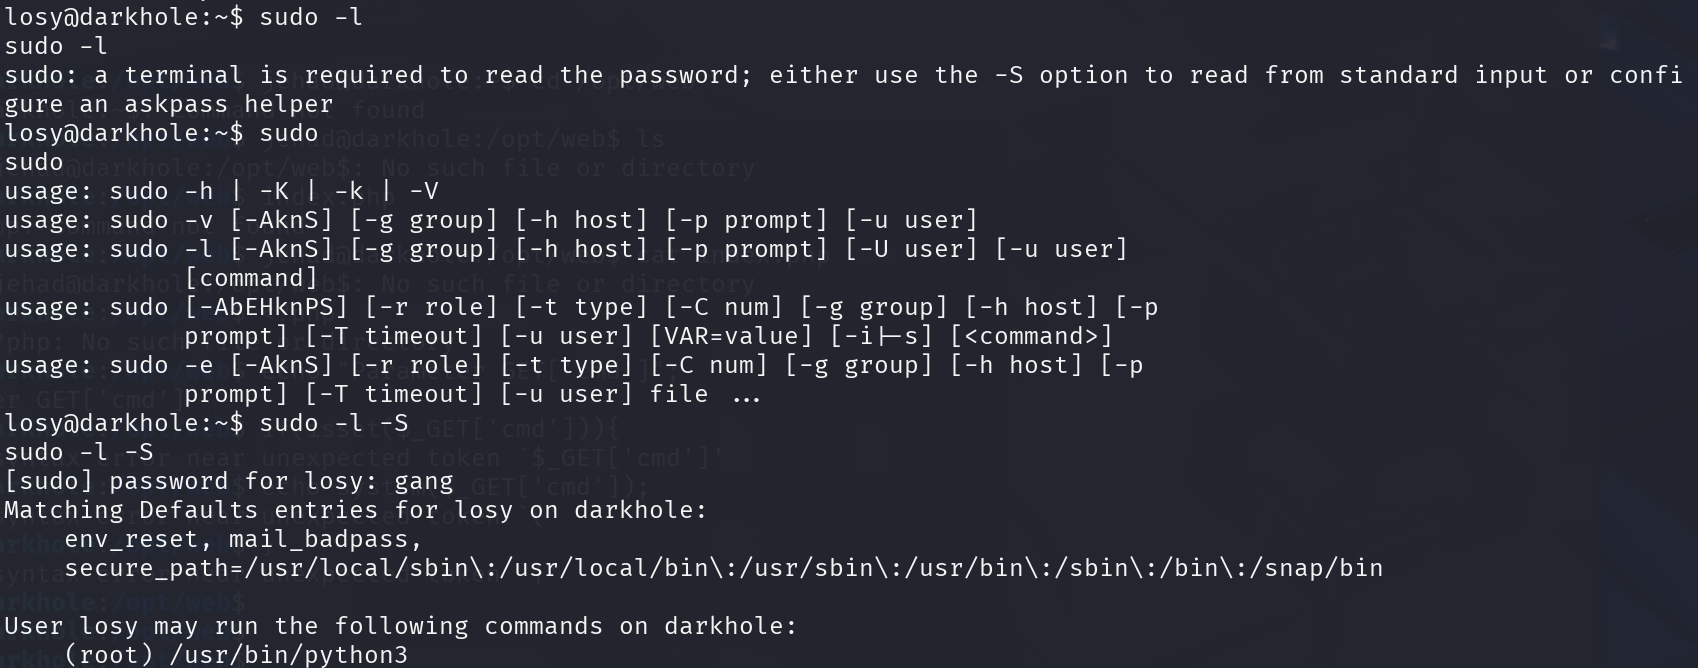 losy@darkhole:~$ sudo -l
sudo -l
sudo: a terminal is required to read the password; either use the -S option to read from standard input or confi
gure an askpass helper
losy@darkhole:~$ sudo
sudo
usage: sudo -h | -K | -k | -V
usage: sudo -v [-AknS] [-g group] [-h host] [-p prompt] [-u user]
usage: sudo -l [-AknS] [-g group] [-h host] [-p prompt] [-U user] [-u user]
            [command]
usage: sudo [-AbEHknPS] [-r role] [-t type] [-C num] [-g group] [-h host] [-p
            prompt] [-T timeout] [-u user] [VAR=value] [-i|-s] [<command>]
usage: sudo -e [-AknS] [-r role] [-t type] [-C num] [-g group] [-h host] [-p
            prompt] [-T timeout] [-u user] file ...
losy@darkhole:~$ sudo -l -S
sudo -l -S
[sudo] password for losy: gang
Matching Defaults entries for losy on darkhole:
    env_reset, mail_badpass,
    secure_path=/usr/local/sbin\:/usr/local/bin\:/usr/sbin\:/usr/bin\:/sbin\:/bin\:/snap/bin

User losy may run the following commands on darkhole:
    (root) /usr/bin/python3